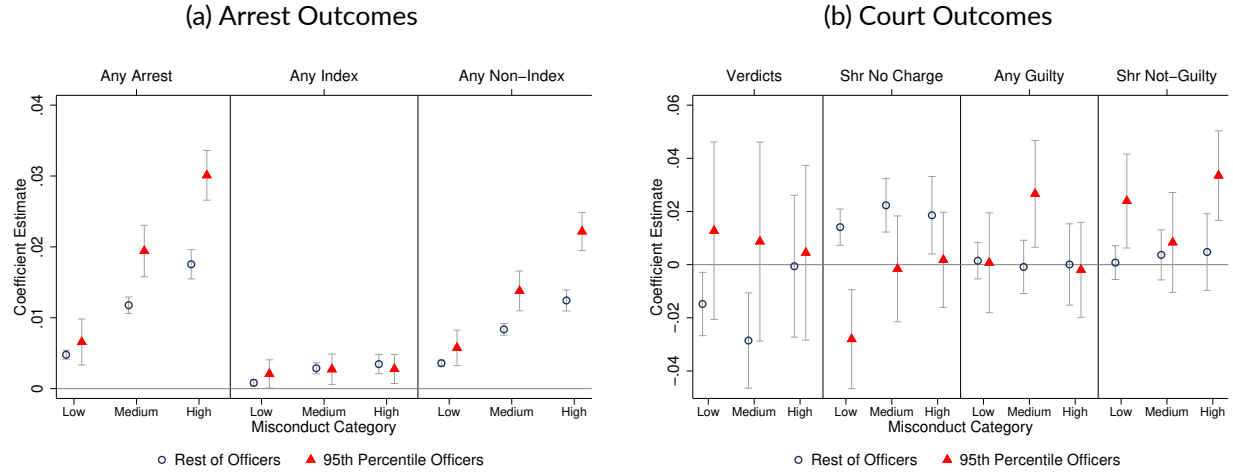 (a) Arrest Outcomes
Any Arrest Any Index Any Non−Index
Coefficient Estimate
.04
.03
.02
.01
0
Low Medium High Low Medium High Low Medium High
Misconduct Category
Rest of Officers 95th Percentile Officers
(b) Court Outcomes
Verdicts Shr No Charge Any Guilty Shr Not−Guilty
Coefficient Estimate
.06
.04
.02
0
−.02
−.04
Low Medium High Low Medium High Low Medium High Low Medium High
Misconduct Category
Rest of Officers 95th Percentile Officers